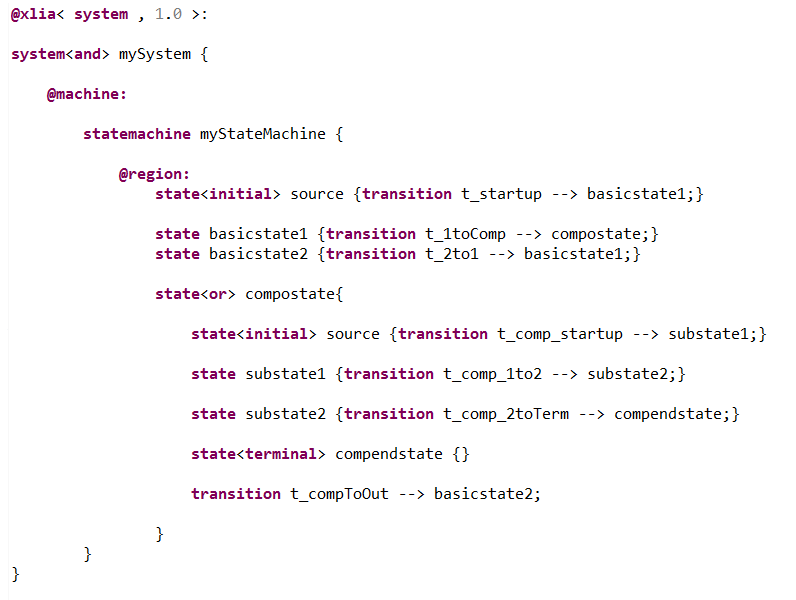 @xlia< system , 1.0 >:
system<and> mySystem {
@machine:
statemachine myStateMachine {
@region:
state<initial> source {transition t_startup --> basicstate1;}
state basicstate1 {transition t_1toComp --> compostate;}
state basicstate2 {transition t_2to1 --> basicstate1;}
state<or> compostate{
state<initial> source {transition t_comp_startup --> substate1;}
state substate1 {transition t_comp_1to2 --> substate2;}
state substate2 {transition t_comp_2toTerm --> compendstate;}
state<terminal> compendstate {}
transition t_compToOut --> basicstate2;
}
}
}